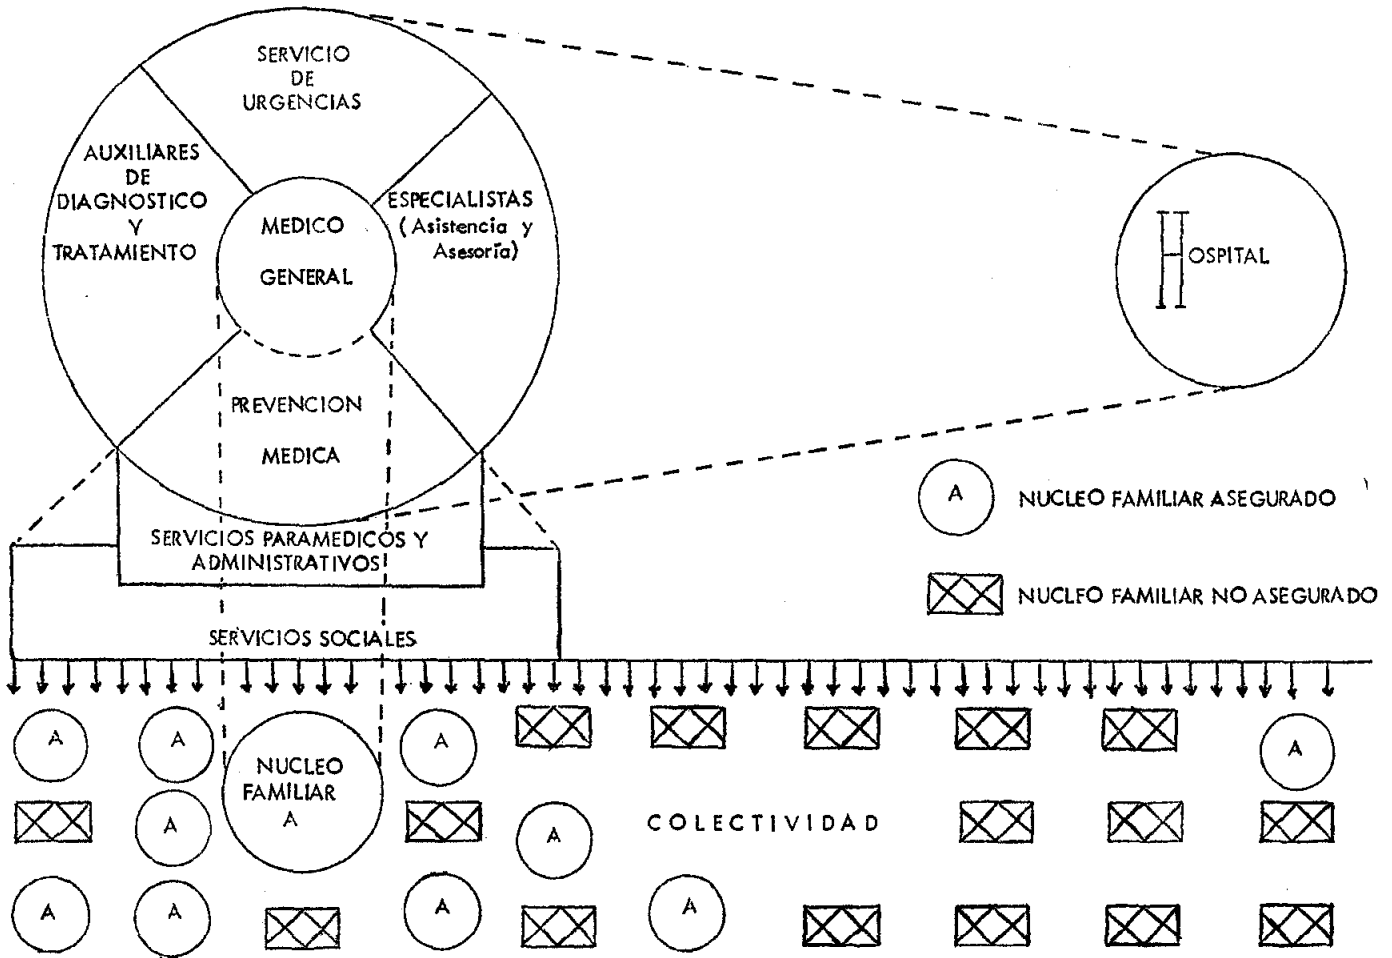 SERVICIO
DE
URGENCIAS
AUXILIARES
DE
DIAGNOSTICO
Y
TRATAMIENTO
MEDICO
GENERAL
ESPECIALISTAS
(Asistencia y
Asesoría)
HOSPITAL
PREVENCION
MEDICA
A NUCLEO FAMILIAR ASEGURADO
SERVICIOS PARAMEDICOS Y
ADMINISTRATIVOS
NUCLEO FAMILIAR NO ASEGURADO
SERVICIOS SOCIALES
A A A A
NUCLEO
FAMILIAR
A
A A
COLECTIVIDAD
A A A A